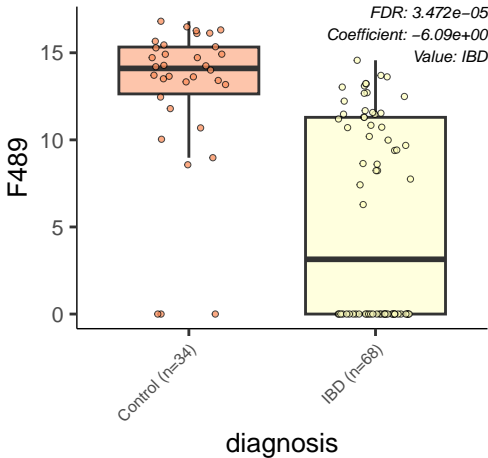 FDR: 3.472e−05
Coefficient: −6.09e+00
Value: IBD
F489
15
10
5
0
Control (n=34)
IBD (n=68)
diagnosis